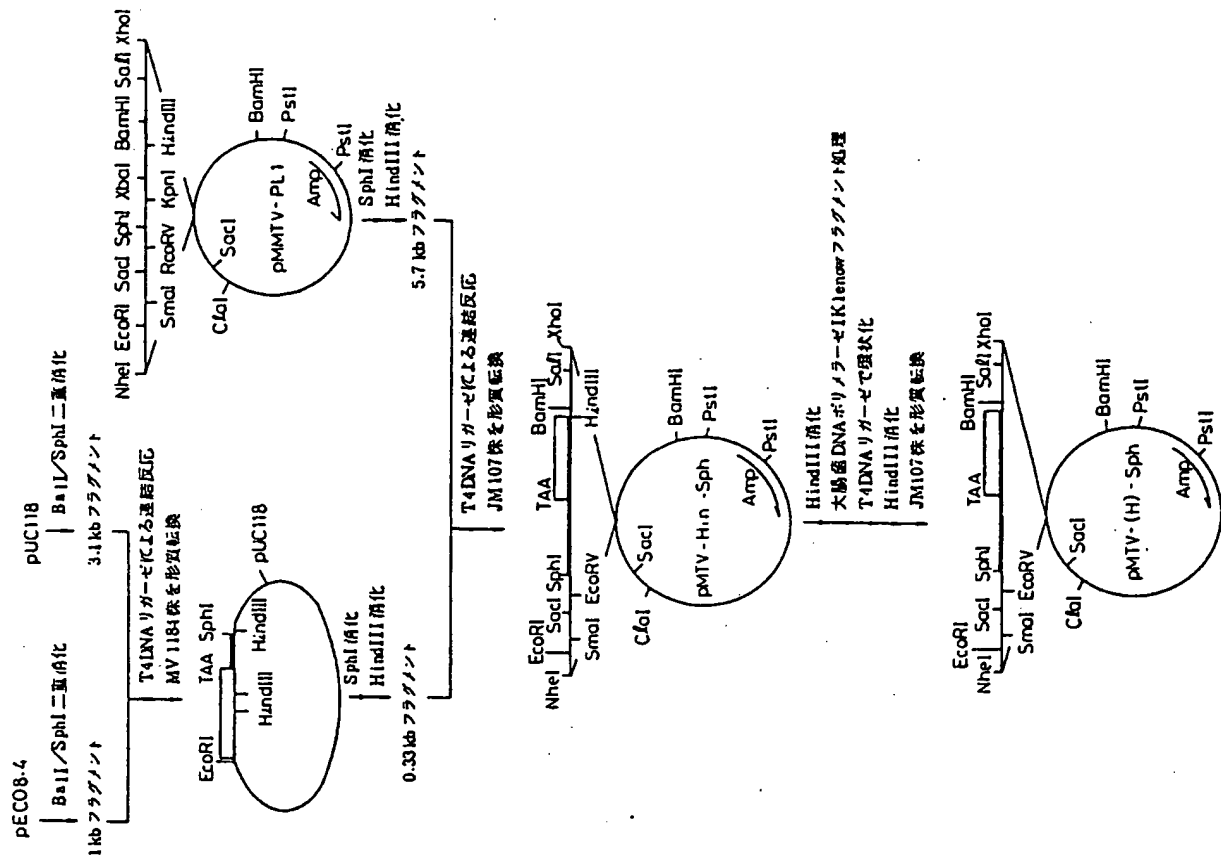 pECO8-4
BalI/SphI二重消化
1kbフラグメント
pUC118
BalI/SphI二重消化
3.1kbフラグメント
T4DNAリガーゼによる連結反応
MV1184株を形質転換
EcoRI TAA SphI
HindIII HindIII
pUC118
SphI消化
HindIII消化
0.33kbフラグメント
NheI EcoRI SacI SphI XbaI BamHI SalI XhoI
SmaI RcoRV KpnI HindIII
SacI
ClaI
pMMTV-PL1
BamHI
PstI
Amp
PstI
SphI消化
HindIII消化
5.7kbフラグメント
T4DNAリガーゼによる連結反応
JM107株を形質転換
EcoRI SacI SphI TAA BamHI SalI XhoI
NheI SmaI EcoRV HindIII
SacI
ClaI
pMTV-Hin-Sph
BamHI
PstI
Amp
PstI
HindIII消化
大腸菌DNAポリメラーゼIKlenowフラグメント処理
T4DNAリガーゼで環状化
HindIII消化
JM107株を形質転換
EcoRI SacI SphI TAA BamHI SalI XhoI
NheI SmaI EcoRV
SacI
ClaI
pMTV-(H)-Sph
BamHI
PstI
Amp
PstI